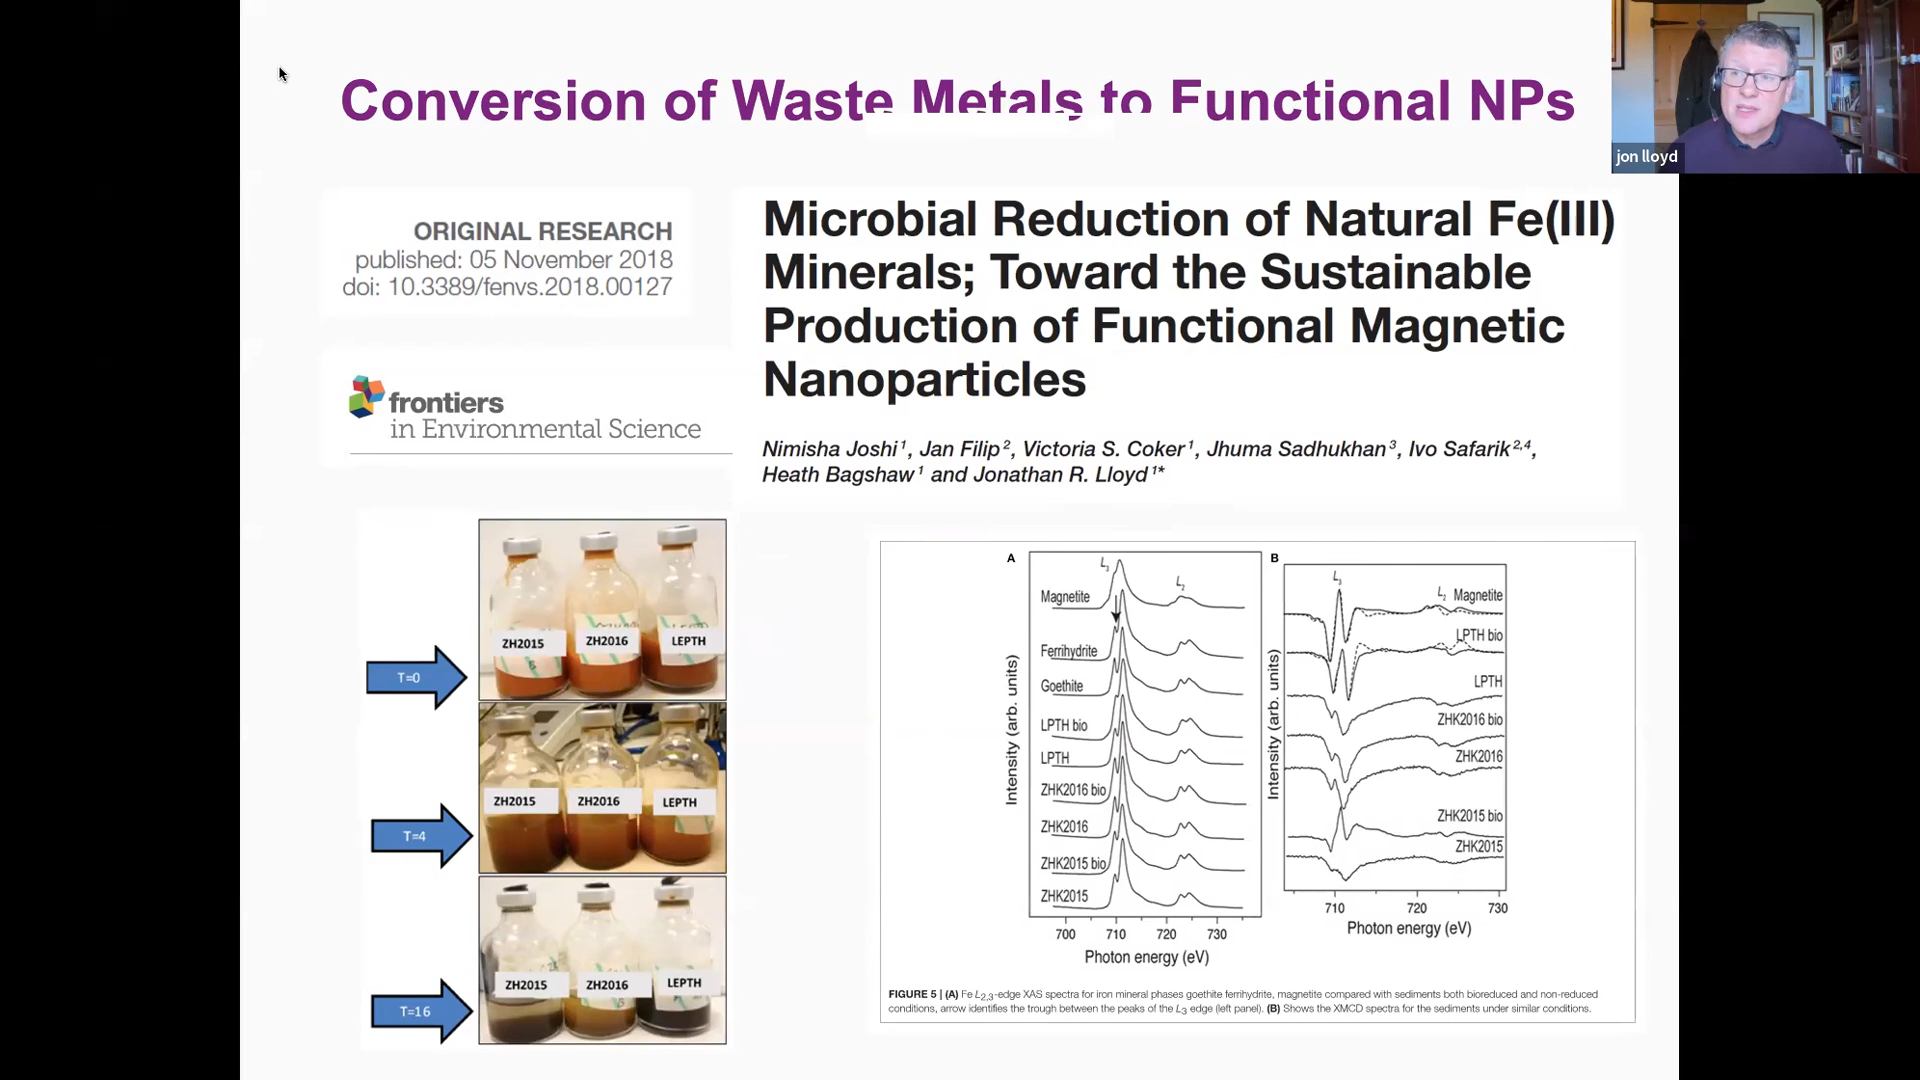 Conversion of Waste Metals to Functional NPs
jon lloyd
ORIGINAL RESEARCH
published: 05 November 2018
doi: 10.3389/fenvs.2018.00127
frontiers
in Environmental Science
Microbial Reduction of Natural Fe(III)
Minerals; Toward the Sustainable
Production of Functional Magnetic
Nanoparticles
Nimisha Joshi1, Jan Filip2, Victoria S. Coker1, Jhuma Sadhukhan3, Ivo Safarik2,4,
Heath Bagshaw1 and Jonathan R. Lloyd1*
T=0
ZH2015
ZH2016
LEPTH
T=4
ZH2015
ZH2016
LEPTH
T=16
ZH2015
ZH2016
LEPTH
A
L3
L2
Magnetite
Ferrihydrite
Goethite
LPTH bio
LPTH
ZHK2016 bio
ZHK2016
ZHK2015 bio
ZHK2015
Intensity (arb. units)
700 710 720 730
Photon energy (eV)
B
L3
L2
Magnetite
LPTH bio
LPTH
ZHK2016 bio
ZHK2016
ZHK2015 bio
ZHK2015
Intensity (arb. units)
710 720 730
Photon energy (eV)
FIGURE 5 | (A) Fe L2,3-edge XAS spectra for iron mineral phases goethite ferrihydrite, magnetite compared with sediments both bioreduced and non-reduced
conditions, arrow identifies the trough between the peaks of the L3 edge (left panel). (B) Shows the XMCD spectra for the sediments under similar conditions.